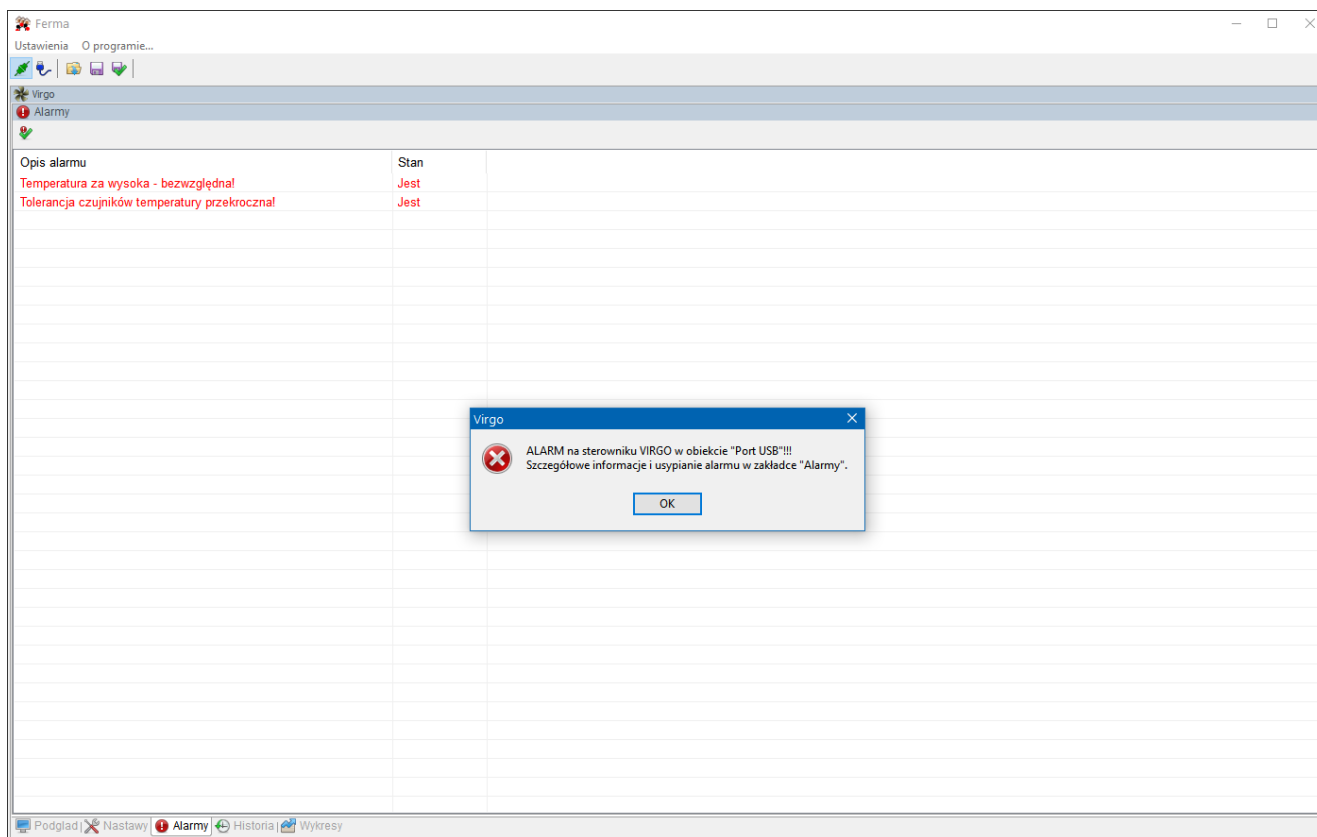 Ferma
Ustawienia O programie...
Virgo
Alarmy
Opis alarmu Stan
Temperatura za wysoka - bezwzględna! Jest
Tolerancja czujników temperatury przekroczna! Jest
Virgo
ALARM na sterowniku VIRGO w obiekcie "Port USB"!!!
Szczegółowe informacje i usypianie alarmu w zakładce "Alarmy".
OK
Podgląd Nastawy Alarmy Historia Wykresy